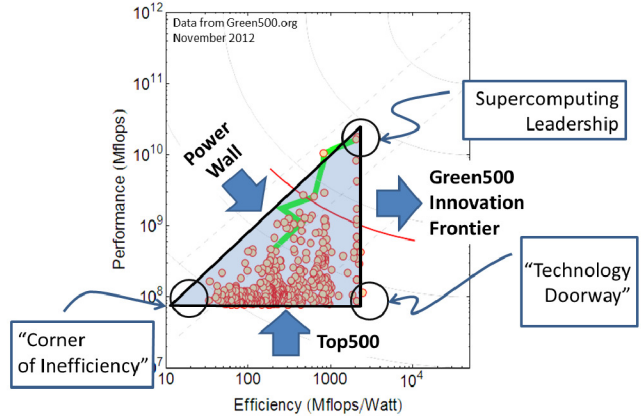 Data from Green500.org
November 2012
10^12
10^11
10^10
10^9
10^8
10^7
Performance (Mflops)
Power
Wall
Supercomputing
Leadership
Green500
Innovation
Frontier
"Technology
Doorway"
"Corner
of Inefficiency"
Top500
10
100
1000
10^4
Efficiency (Mflops/Watt)